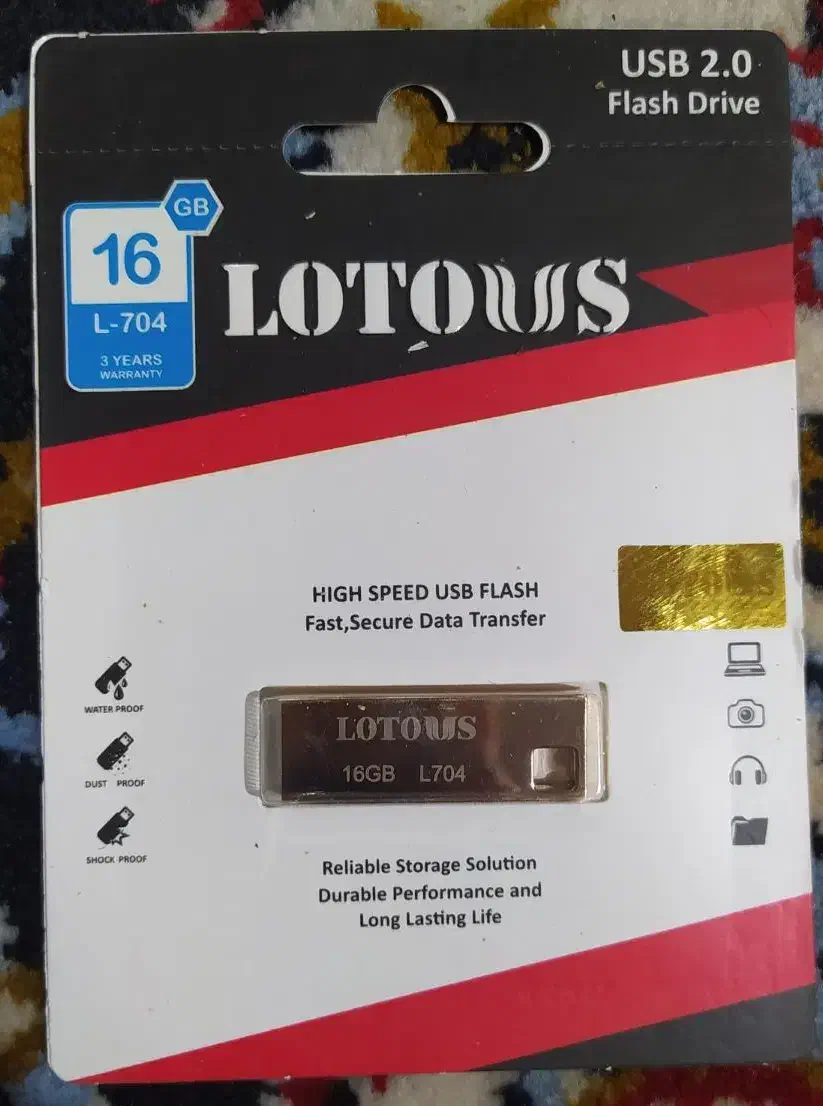 USB 2.0
Flash Drive
GB
16
L-704
3 YEARS
WARRANTY
LOTOUS
HIGH SPEED USB FLASH
Fast,Secure Data Transfer
WATER PROOF
DUST PROOF
SHOCK PROOF
LOTOUS
16GB L704
Reliable Storage Solution
Durable Performance and
Long Lasting Life